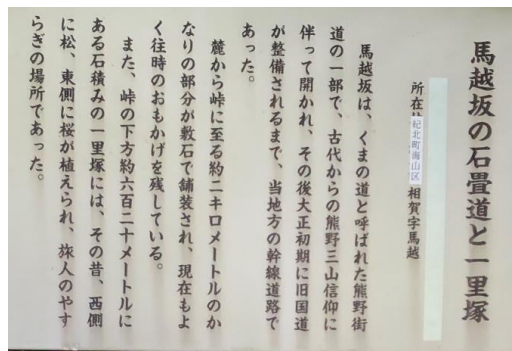 馬越坂の石畳道と一里塚
所在地 紀北町海山区 相賀字馬越
馬越坂は、くまの道と呼ばれた熊野街
道の一部で、古代からの熊野三山信仰に
伴って開かれ、その後大正初期に旧国道
が整備されるまで、当地方の幹線道路で
あった。
麓から峠に至る約二キロメートルのか
なりの部分が敷石で舗装され、現在もよ
く往時のおもかげを残している。
また、峠の下方約六百二十メートルに
ある石積みの一里塚には、その昔、西側
に松、東側に桜が植えられ、旅人のやす
らぎの場所であった。